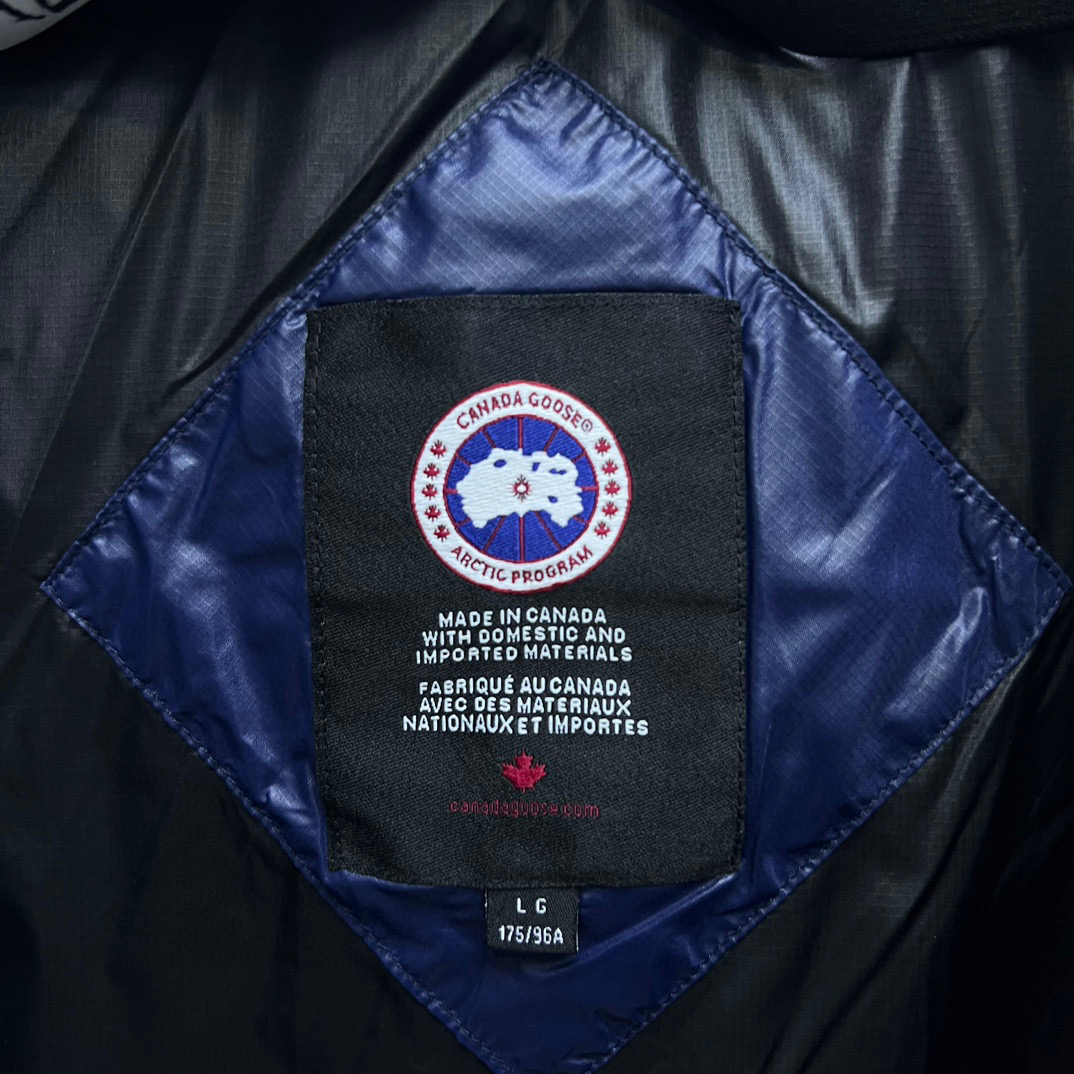 CANADA GOOSE®
ARCTIC PROGRAM
MADE IN CANADA
WITH DOMESTIC AND
IMPORTED MATERIALS
FABRIQUÉ AU CANADA
AVEC DES MATERIAUX
NATIONAUX ET IMPORTES
canadagoose.com
L G
175/96A